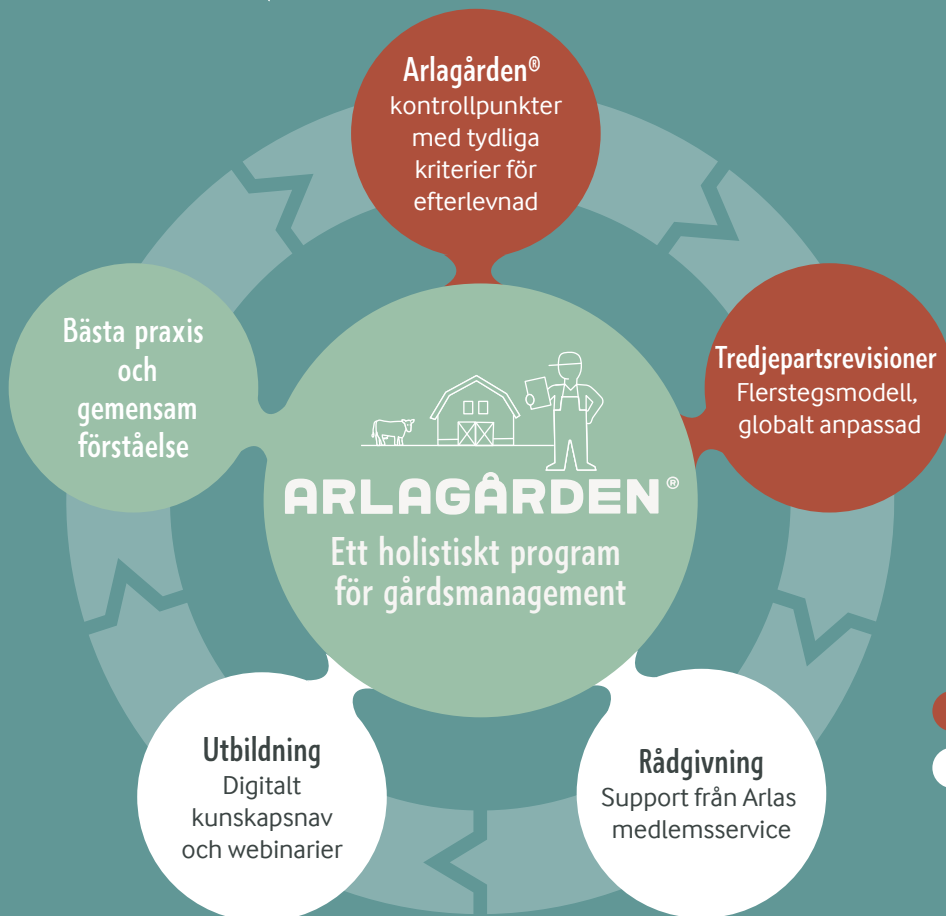 Arlagården®
kontrollpunkter
med tydliga
kriterier för
efterlevnad
Tredjepartsrevisioner
Flerstegsmodell,
globalt anpassad
Bästa praxis
och
gemensam
förståelse
ARLAGÅRDEN®
Ett holistiskt program
för gårdsmanagement
Rådgivning
Support från Arlas
medlemsservice
Utbildning
Digitalt
kunskapsnav
och webinarier